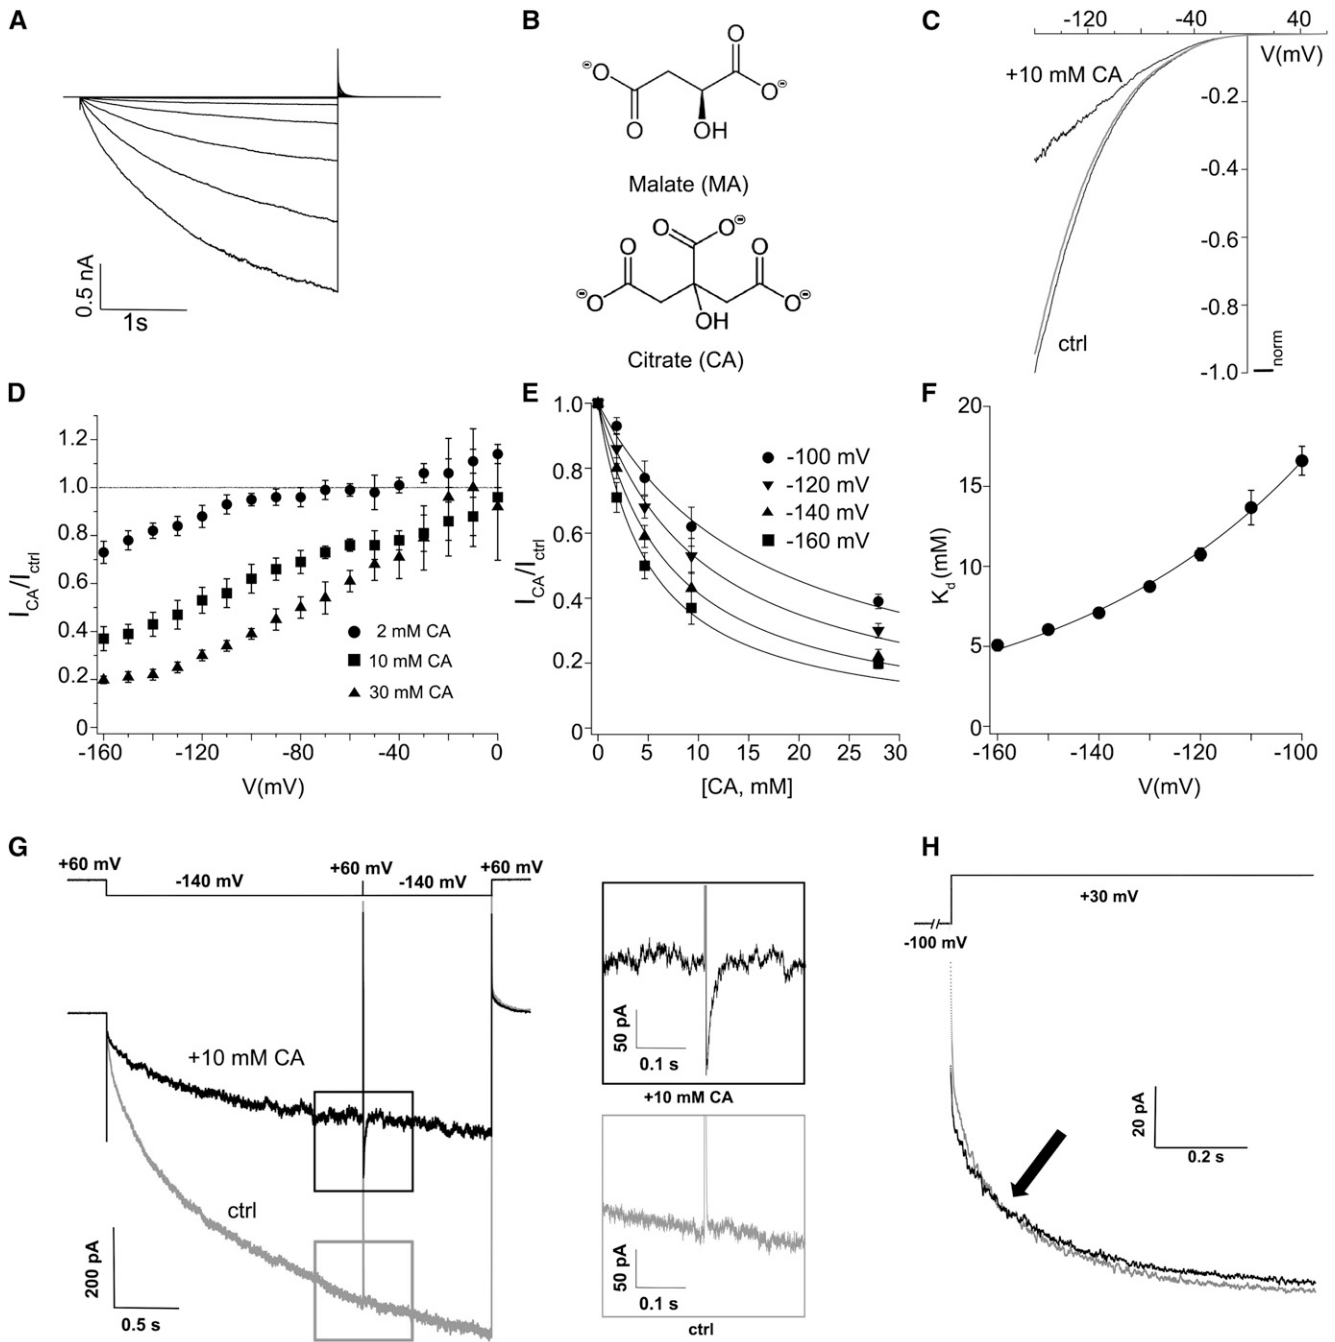 A
0.5 nA
1s
B
⊖O
O
OH
O
O⊖
Malate (MA)
O
O⊖
O
O
⊖O
OH
O⊖
Citrate (CA)
C
-120
-40
40
V(mV)
+10 mM CA
-0.2
-0.4
-0.6
-0.8
-1.0
ctrl
Inorm
D
1.2
1.0
0.8
0.6
0.4
0.2
0
ICA/Ictrl
2 mM CA
10 mM CA
30 mM CA
-160
-120
-80
-40
0
V(mV)
E
1.0
0.8
0.6
0.4
0.2
0
ICA/Ictrl
-100 mV
-120 mV
-140 mV
-160 mV
0
5
10
15
20
25
30
[CA, mM]
F
20
15
10
5
0
Kd (mM)
-160
-140
-120
-100
V(mV)
G
+60 mV
-140 mV
+60 mV
-140 mV
+60 mV
+10 mM CA
ctrl
200 pA
0.5 s
50 pA
0.1 s
+10 mM CA
50 pA
0.1 s
ctrl
H
+30 mV
-100 mV
20 pA
0.2 s